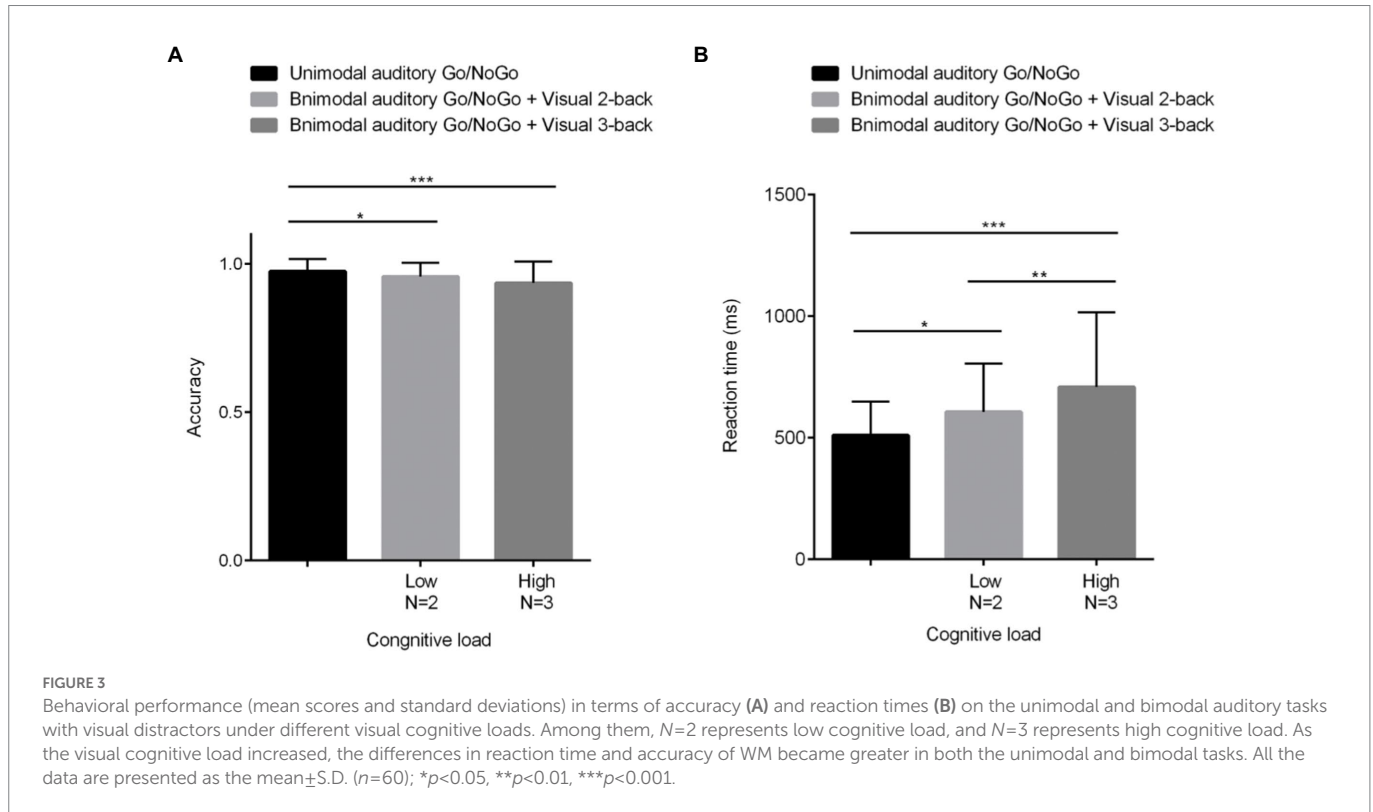 A
Unimodal auditory Go/NoGo
Bnimodal auditory Go/NoGo + Visual 2-back
Bnimodal auditory Go/NoGo + Visual 3-back
***
*
1.0
0.5
0.0
Accuracy
Low
N=2
High
N=3
Congnitive load
B
Unimodal auditory Go/NoGo
Bnimodal auditory Go/NoGo + Visual 2-back
Bnimodal auditory Go/NoGo + Visual 3-back
1500
1000
500
0
Reaction time (ms)
***
**
*
Low
N=2
High
N=3
Cognitive load
FIGURE 3
Behavioral performance (mean scores and standard deviations) in terms of accuracy (A) and reaction times (B) on the unimodal and bimodal auditory tasks
with visual distractors under different visual cognitive loads. Among them, N=2 represents low cognitive load, and N=3 represents high cognitive load. As
the visual cognitive load increased, the differences in reaction time and accuracy of WM became greater in both the unimodal and bimodal tasks. All the
data are presented as the mean±S.D. (n=60); *p<0.05, **p<0.01, ***p<0.001.